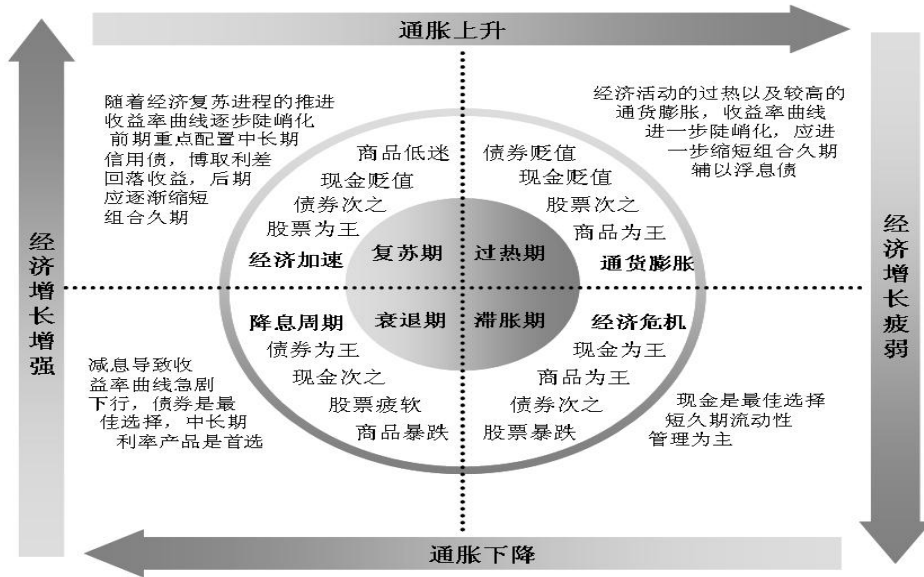 通胀上升
随着经济复苏进程的推进
收益率曲线逐步陡峭化
前期重点配置中长期
信用债，博取利差
回落收益，后期
应逐渐缩短
组合久期
经济活动的过热以及较高的
通货膨胀，收益率曲线
进一步陡峭化，应进
一步缩短组合久期
辅以浮息债
商品低迷
现金贬值
债券次之
股票为王
经济加速
复苏期
债券贬值
现金贬值
股票次之
商品为王
过热期
通货膨胀
经济增长增强
经济增长疲弱
降息周期
衰退期
债券为王
现金次之
股票疲软
商品暴跌
滞胀期
经济危机
现金为王
商品为王
债券次之
股票暴跌
减息导致收
益率曲线急剧
下行，债券是最
佳选择，中长期
利率产品是首选
现金是最佳选择
短久期流动性
管理为主
通胀下降